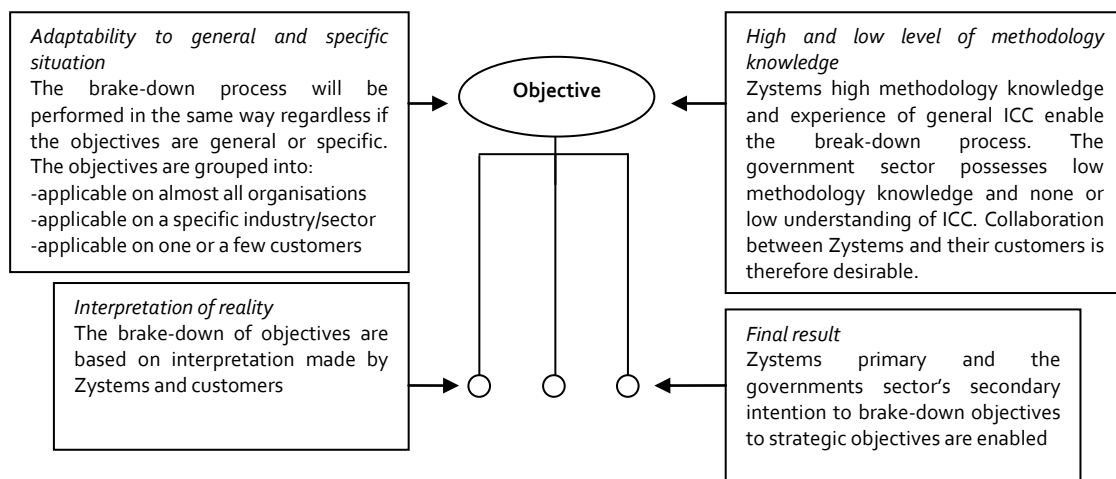 Adaptability to general and specific
situation
The brake-down process will be
performed in the same way regardless if
the objectives are general or specific.
The objectives are grouped into:
-applicable on almost all organisations
-applicable on a specific industry/sector
-applicable on one or a few customers
Objective
High and low level of methodology
knowledge
Zystems high methodology knowledge
and experience of general ICC enable
the break-down process. The
government sector possesses low
methodology knowledge and none or
low understanding of ICC. Collaboration
between Zystems and their customers is
therefore desirable.
Interpretation of reality
The brake-down of objectives are
based on interpretation made by
Zystems and customers
Final result
Zystems primary and the
governments sector's secondary
intention to brake-down objectives
to strategic objectives are enabled